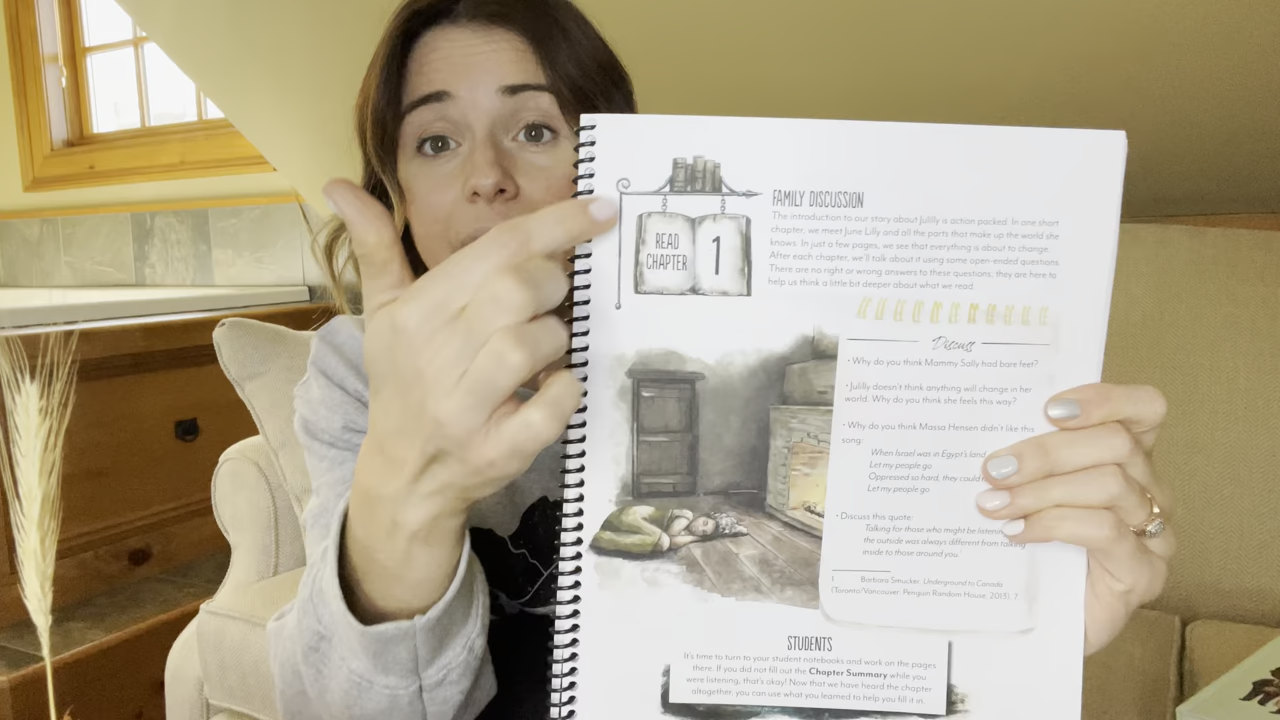 READ
CHAPTER
1
FAMILY DISCUSSION
The introduction to our story about Julilly is action packed. In one short
chapter, we meet June Lilly and all the parts that make up the world she
knows. In just a few pages, we see that everything is about to change.
After each chapter, we'll talk about it using some open-ended questions.
There are no right or wrong answers to these questions, they are here to
help us think a little bit deeper about what we read.
Discuss
• Why do you think Mammy Sally had bare feet?
• Julilly doesn't think anything will change in her
world. Why do you think she feels this way?
• Why do you think Massa Hensen didn't like this
song:
When Israel was in Egypt's land
Let my people go
Oppressed so hard, they could
Let my people go
• Discuss this quote:
Talking for those who might be listening
the outside was always different from talking
inside to those around you.
1 Barbara Smucker, Underground to Canada
(Toronto/Vancouver: Penguin Random House, 2013), 7
STUDENTS
It's time to turn to your student notebooks and work on the pages
there. If you did not fill out the Chapter Summary while you
were listening, that's okay! Now that we have heard the chapter
altogether, you can use what you learned to help you fill it in.